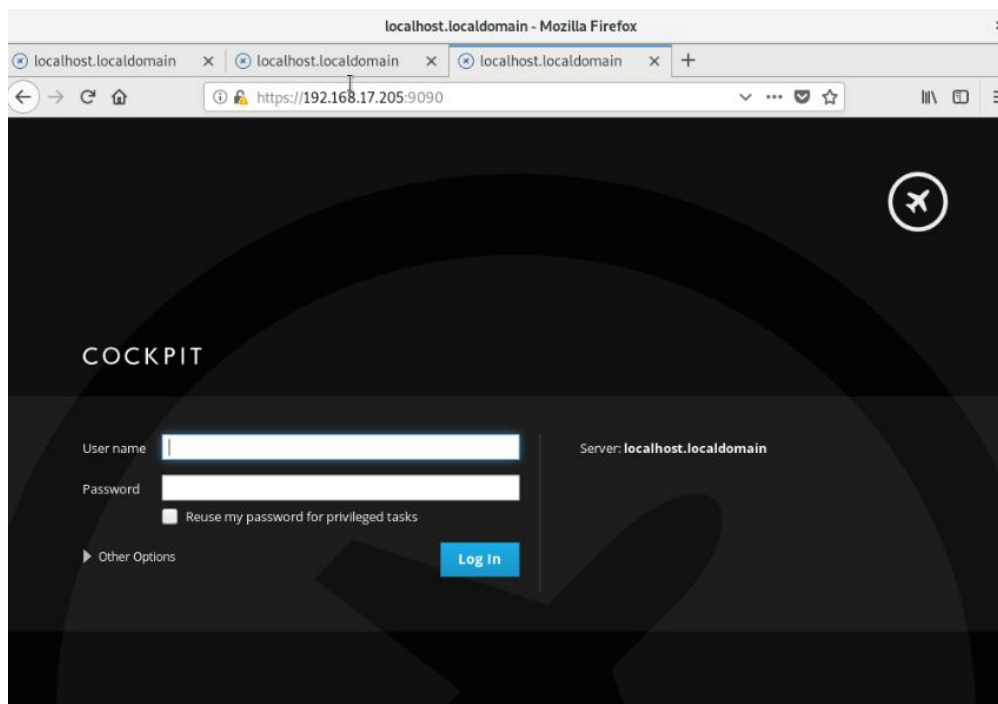 localhost.localdomain - Mozilla Firefox
localhost.localdomain localhost.localdomain localhost.localdomain
https://192.168.17.205:9090
COCKPIT
User name
Server: localhost.localdomain
Password
Reuse my password for privileged tasks
Other Options
Log In